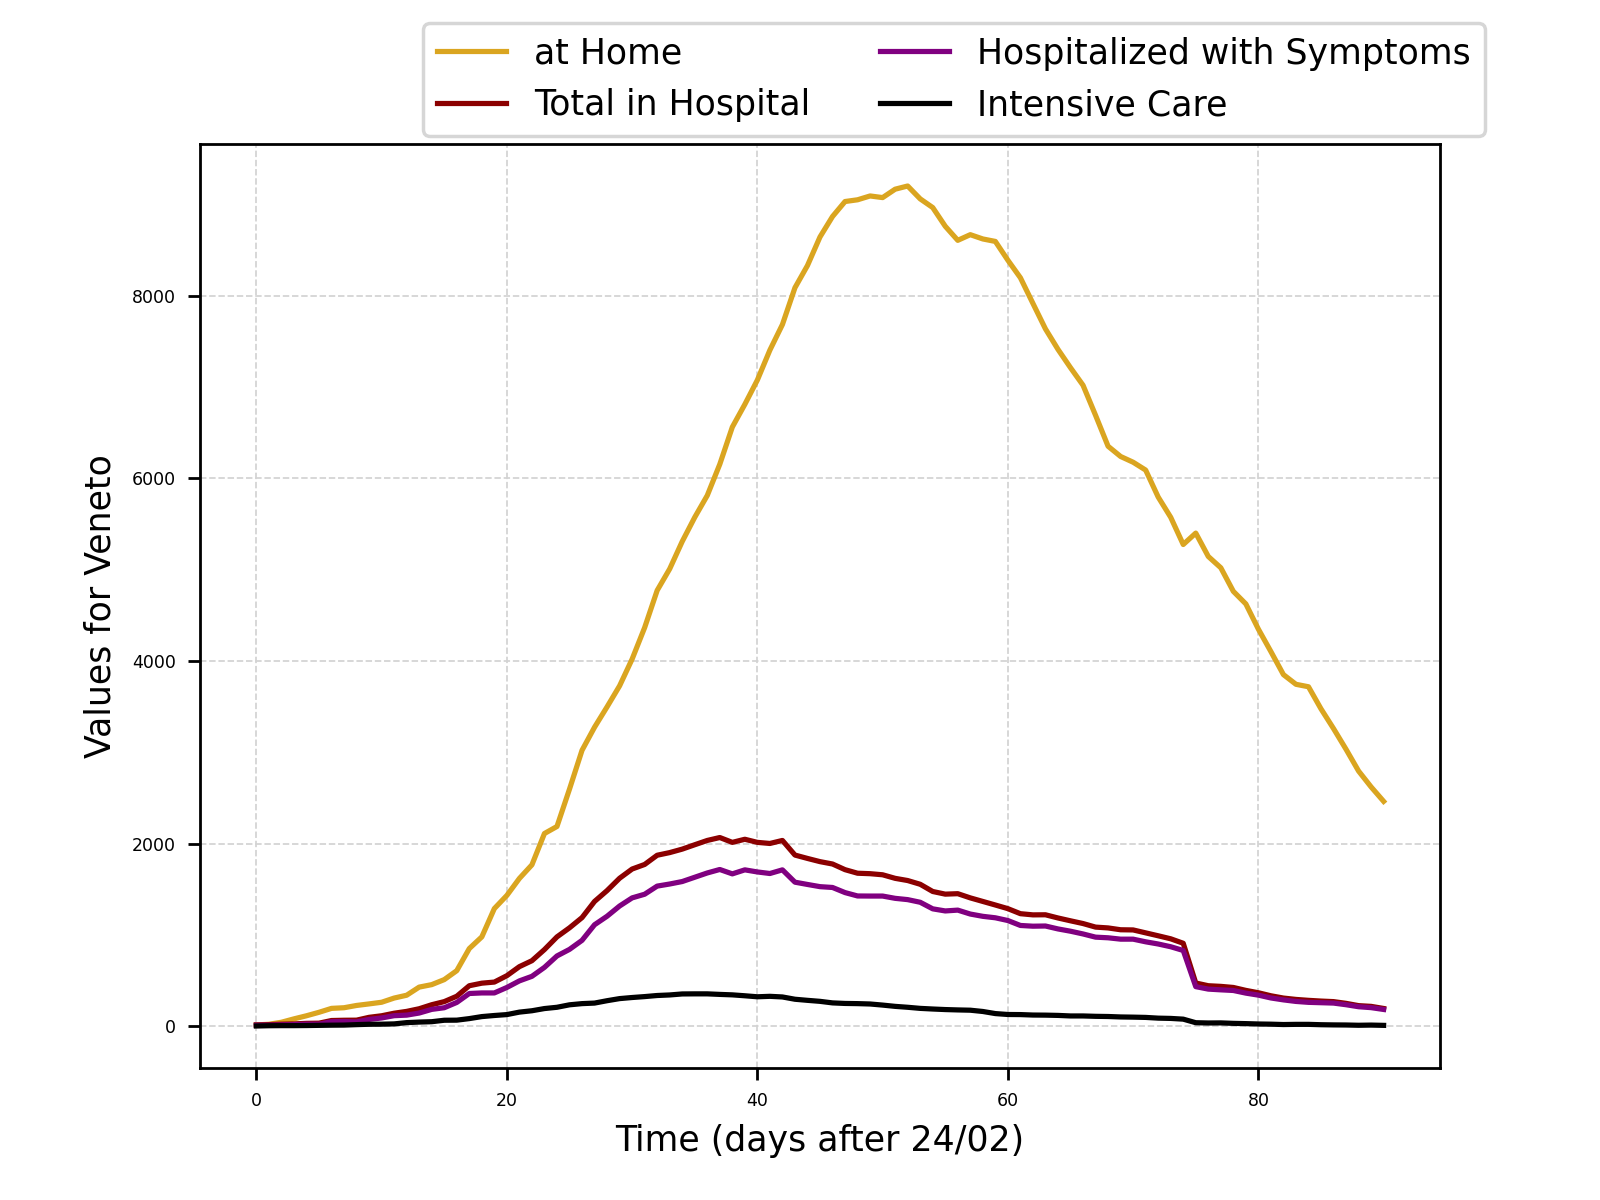 at Home
Total in Hospital
Hospitalized with Symptoms
Intensive Care
Values for Veneto
8000
6000
4000
2000
0
0 20 40 60 80
Time (days after 24/02)